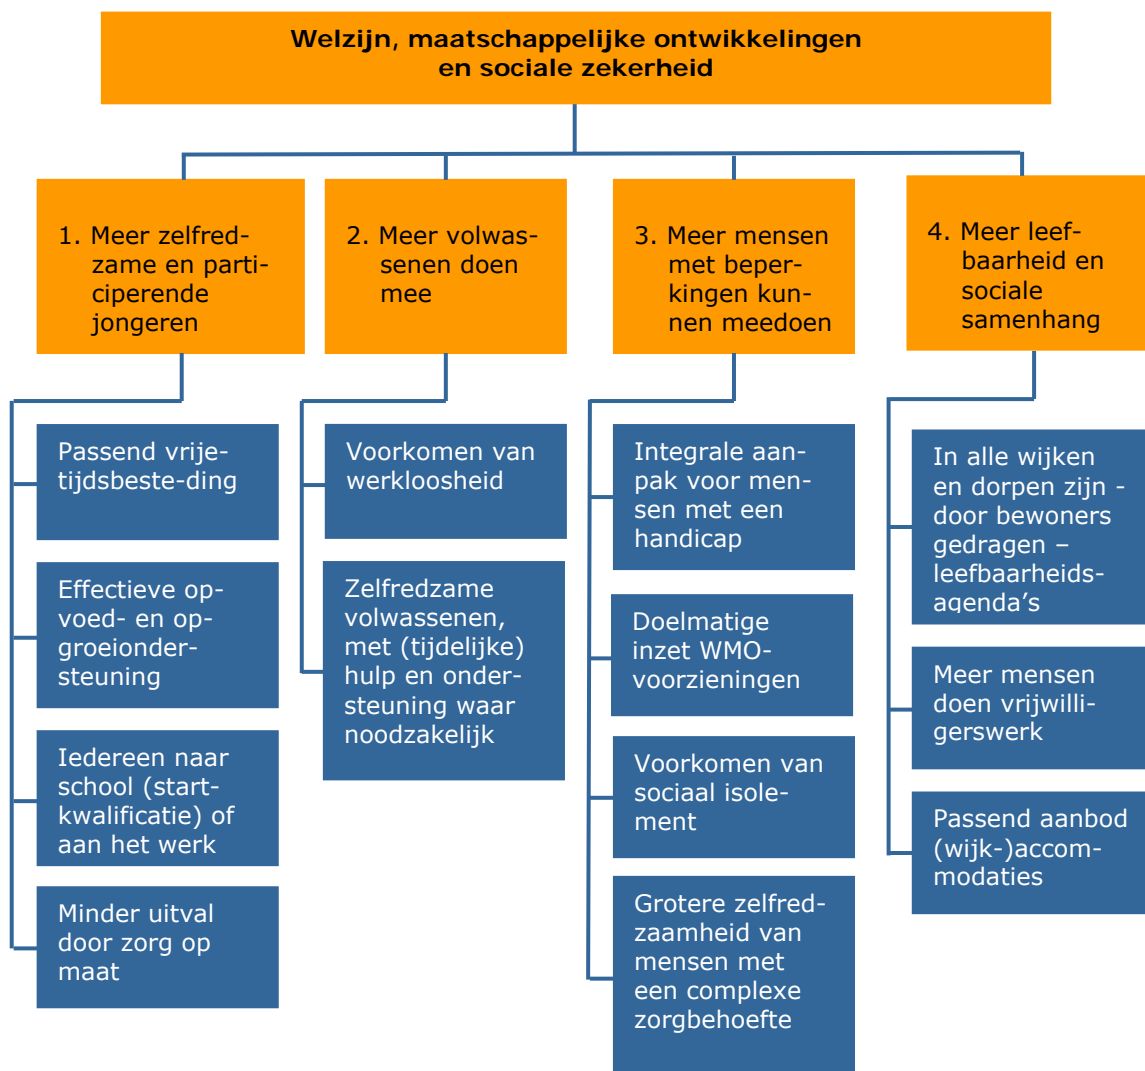 Welzijn, maatschappelijke ontwikkelingen
en sociale zekerheid
1. Meer zelfred-
zame en parti-
ciperende
jongeren
2. Meer volwas-
senen doen
mee
3. Meer mensen
met beper-
kingen kun-
nen meedoen
4. Meer leef-
baarheid en
sociale
samenhang
Passend vrije-
tijdsbeste-ding
Effectieve op-
voed- en op-
groeionder-
steuning
Iedereen naar
school (start-
kwalificatie) of
aan het werk
Minder uitval
door zorg op
maat
Voorkomen van
werkloosheid
Zelfredzame
volwassenen,
met (tijdelijke)
hulp en onder-
steuning waar
noodzakelijk
Integrale aan-
pak voor men-
sen met een
handicap
Doelmatige
inzet WMO-
voorzieningen
Voorkomen van
sociaal isole-
ment
Grotere zelfred-
zaamheid van
mensen met
een complexe
zorgbehoefte
In alle wijken
en dorpen zijn -
door bewoners
gedragen –
leefbaarheids-
agenda’s
Meer mensen
doen vrijwilli-
gerswerk
Passend aanbod
(wijk-)accom-
modaties